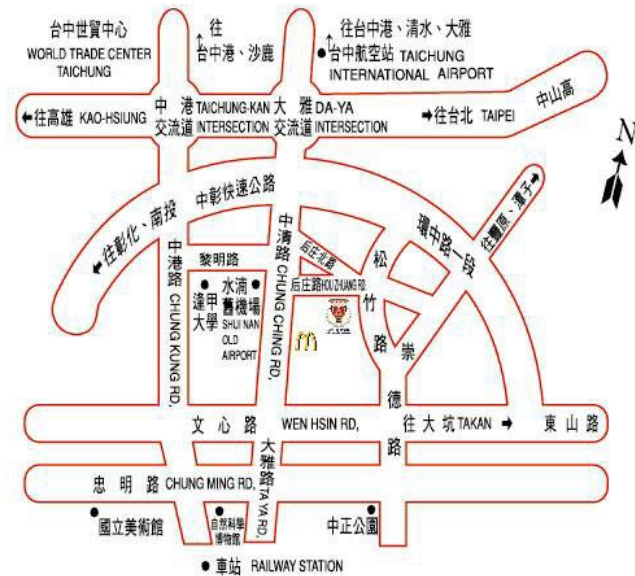 台中世貿中心
WORLD TRADE CENTER
TAICHUNG
往
台中港、沙鹿
往台中港、清水、大雅
台中航空站 TAICHUNG
INTERNATIONAL AIRPORT
往高雄 KAO-HSIUNG
中港 TAICHUNG-KAN
交流道 INTERSECTION
大雅 DA-YA
交流道 INTERSECTION
往台北 TAIPEI
中山高
往彰化、南投
中彰快速公路
環中路一段
往豐原、潭子
中港路 CHUNG KUNG RD,
黎明路
逢甲
大學
水湳
舊機場
SHUI NAN
OLD
AIRPORT
中清路 CHUNG CHING RD,
后庄北路
后庄路 HOU ZHUANG RD.
松竹路
崇德路
文心路 WEN HSIN RD,
往大坑 TAKAN
東山路
大雅路 TA YA RD,
忠明路 CHUNG MING RD,
國立美術館
自然科學
博物館
中正公園
車站 RAILWAY STATION